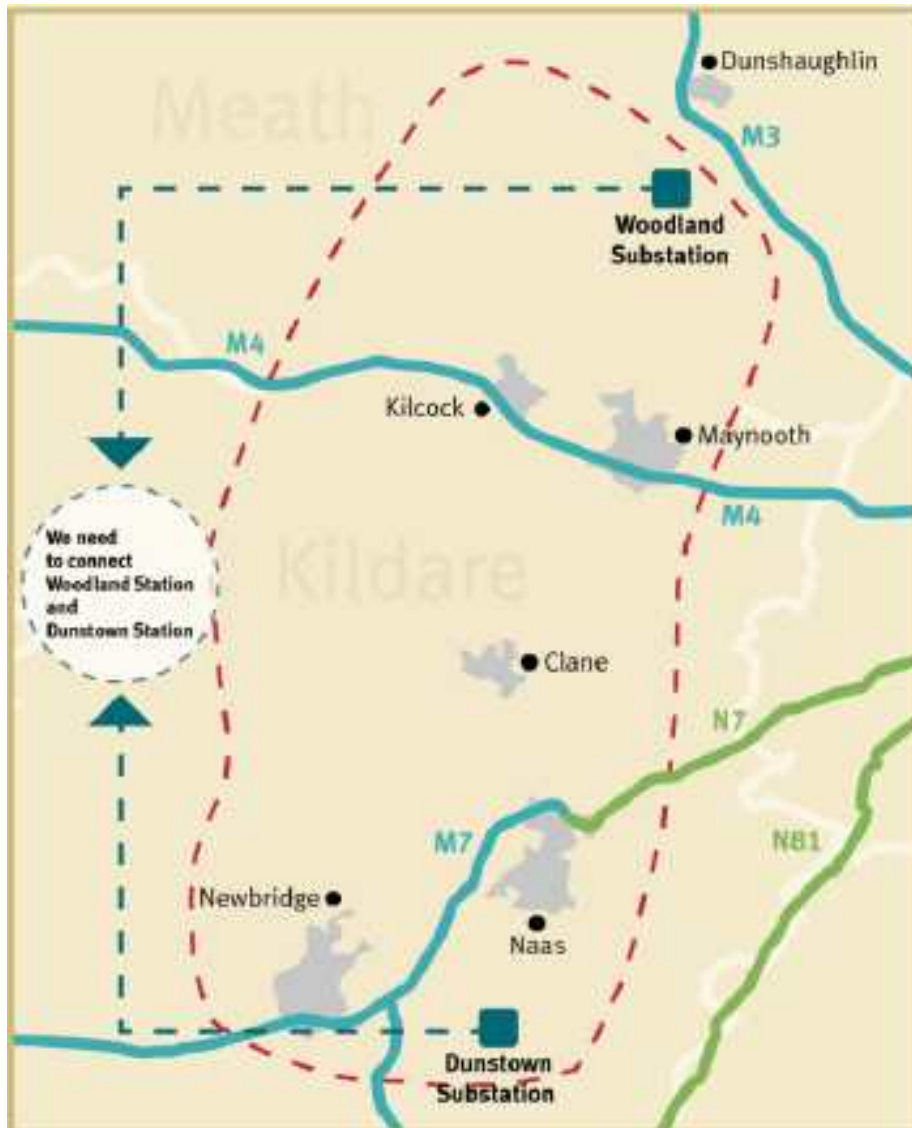 Dunshaughlin
Meath
M3
Woodland
Substation
M4
Kilcock
Maynooth
M4
We need
to connect
Woodland Station
and
Dunstown Station
Kildare
Clane
N7
M7
N81
Newbridge
Naas
Dunstown
Substation